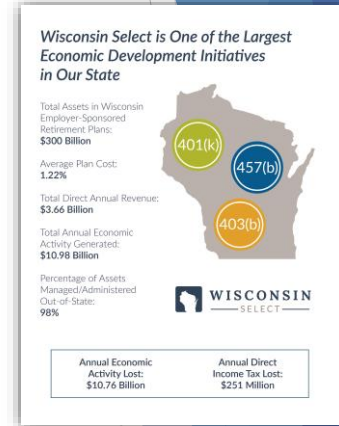 Wisconsin Select is One of the Largest
Economic Development Initiatives
in Our State
Total Assets in Wisconsin
Employer-Sponsored
Retirement Plans:
$300 Billion
Average Plan Cost:
1.22%
Total Direct Annual Revenue:
$3.66 Billion
Total Annual Economic
Activity Generated:
$10.98 Billion
Percentage of Assets
Managed/Administered
Out-of-State:
98%
401(k)
457(b)
403(b)
WISCONSIN
SELECT
Annual Economic
Activity Lost:
$10.76 Billion
Annual Direct
Income Tax Lost:
$251 Million